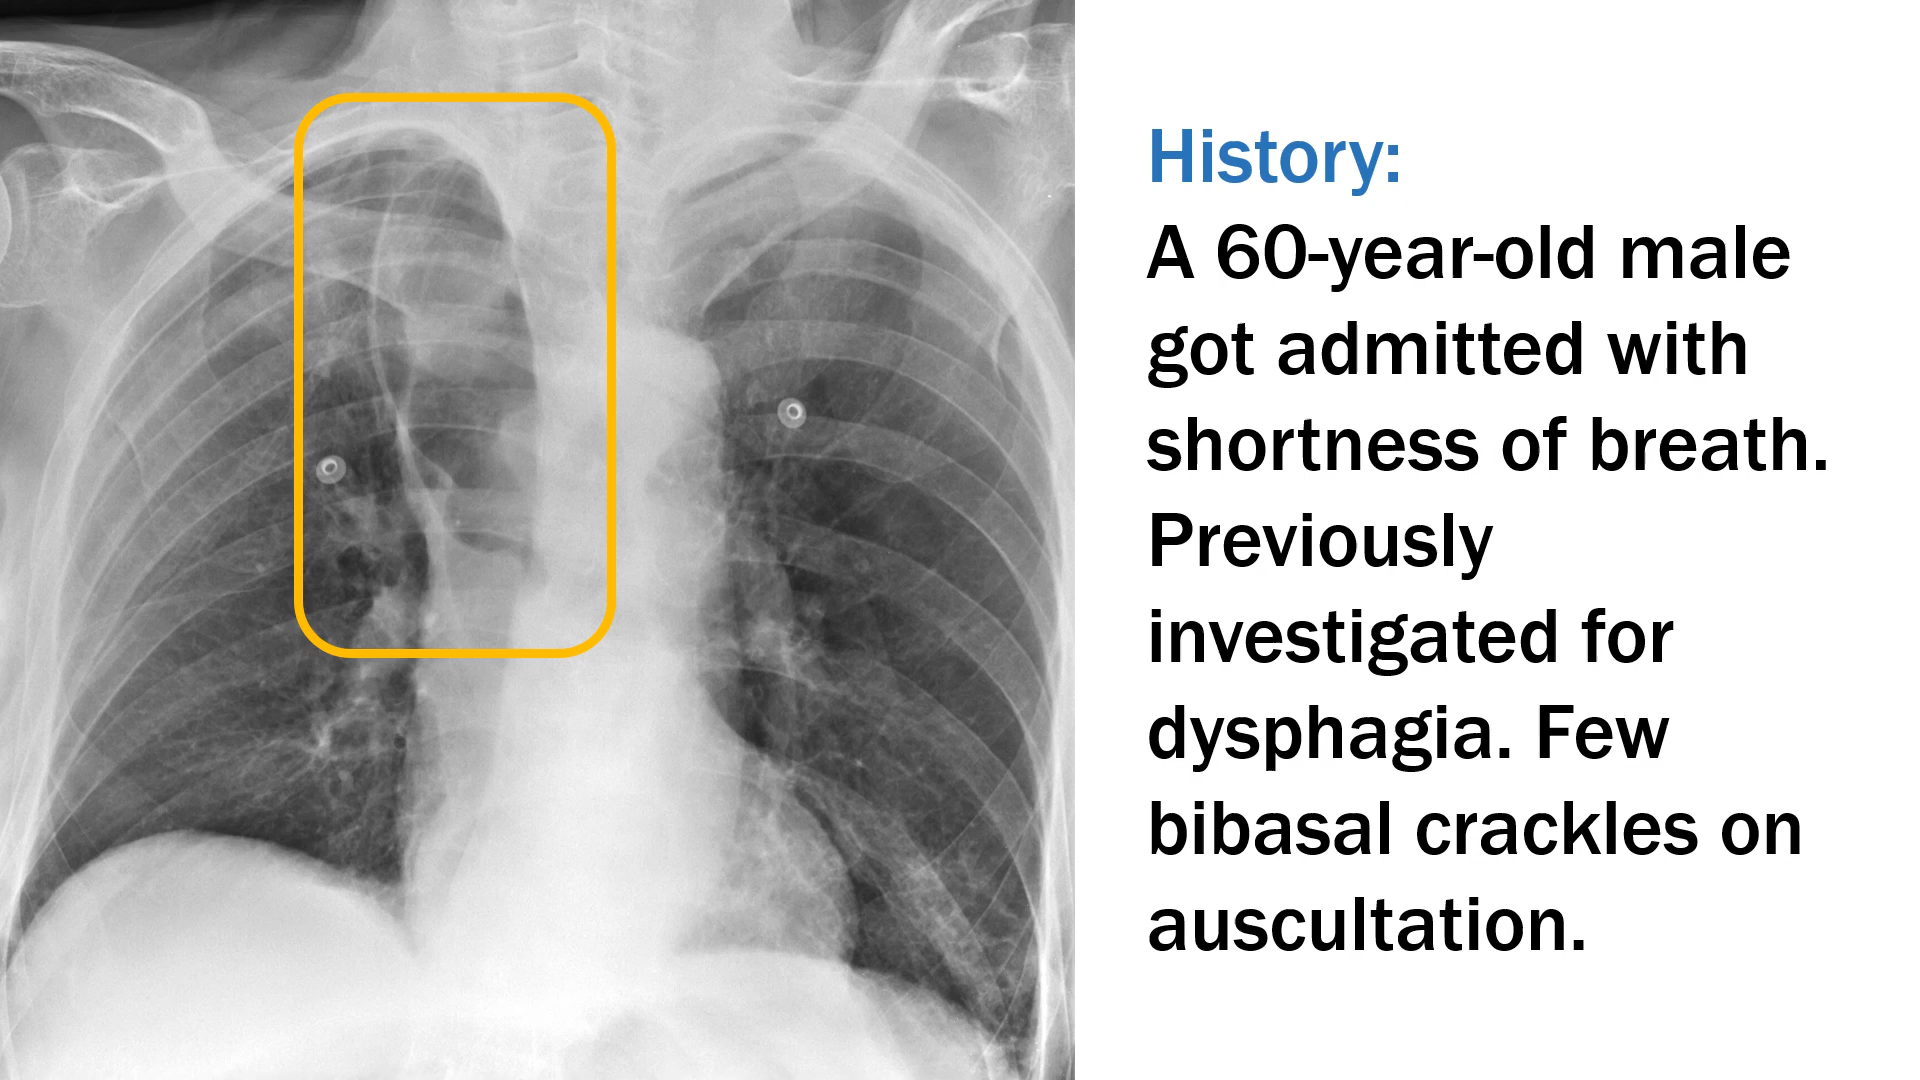 History:
A 60-year-old male
got admitted with
shortness of breath.
Previously
investigated for
dysphagia. Few
bibasal crackles on
auscultation.